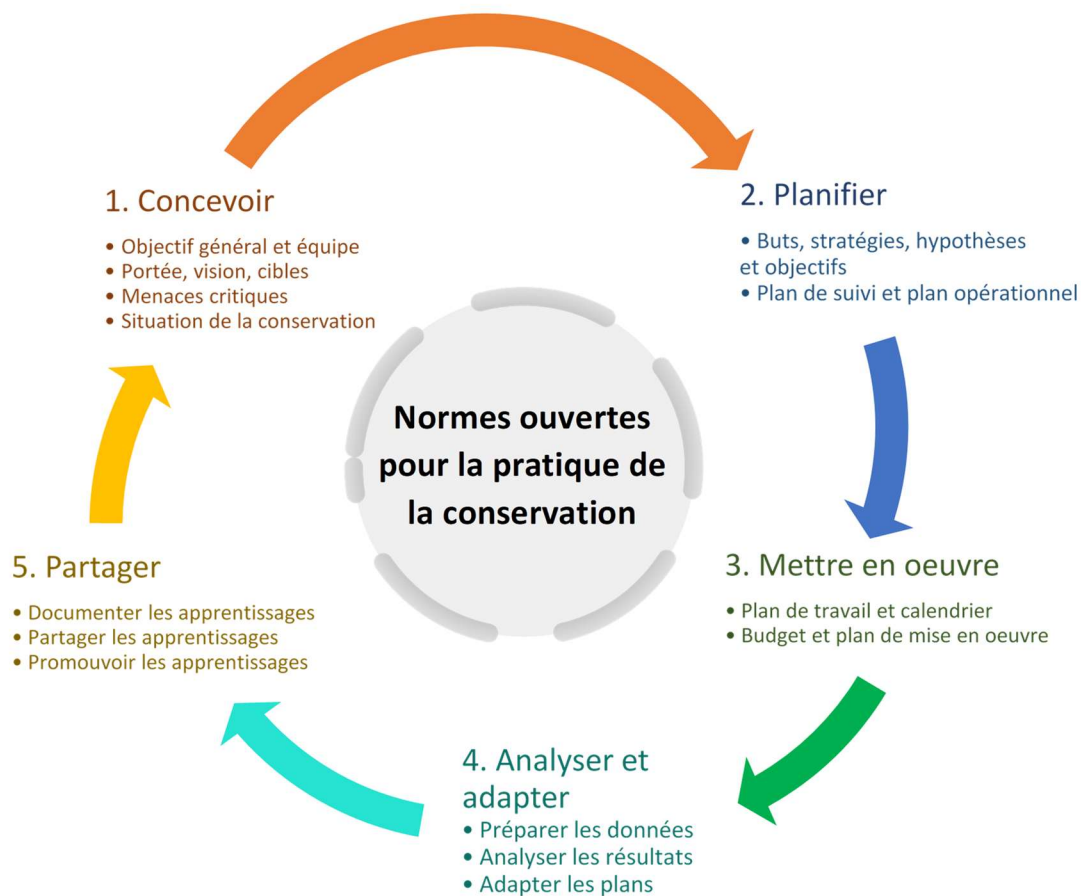 1. Concevoir
• Objectif général et équipe
• Portée, vision, cibles
• Menaces critiques
• Situation de la conservation
2. Planifier
• Buts, stratégies, hypothèses
et objectifs
• Plan de suivi et plan opérationnel
Normes ouvertes
pour la pratique de
la conservation
3. Mettre en oeuvre
• Plan de travail et calendrier
• Budget et plan de mise en oeuvre
4. Analyser et
adapter
• Préparer les données
• Analyser les résultats
• Adapter les plans
5. Partager
• Documenter les apprentissages
• Partager les apprentissages
• Promouvoir les apprentissages